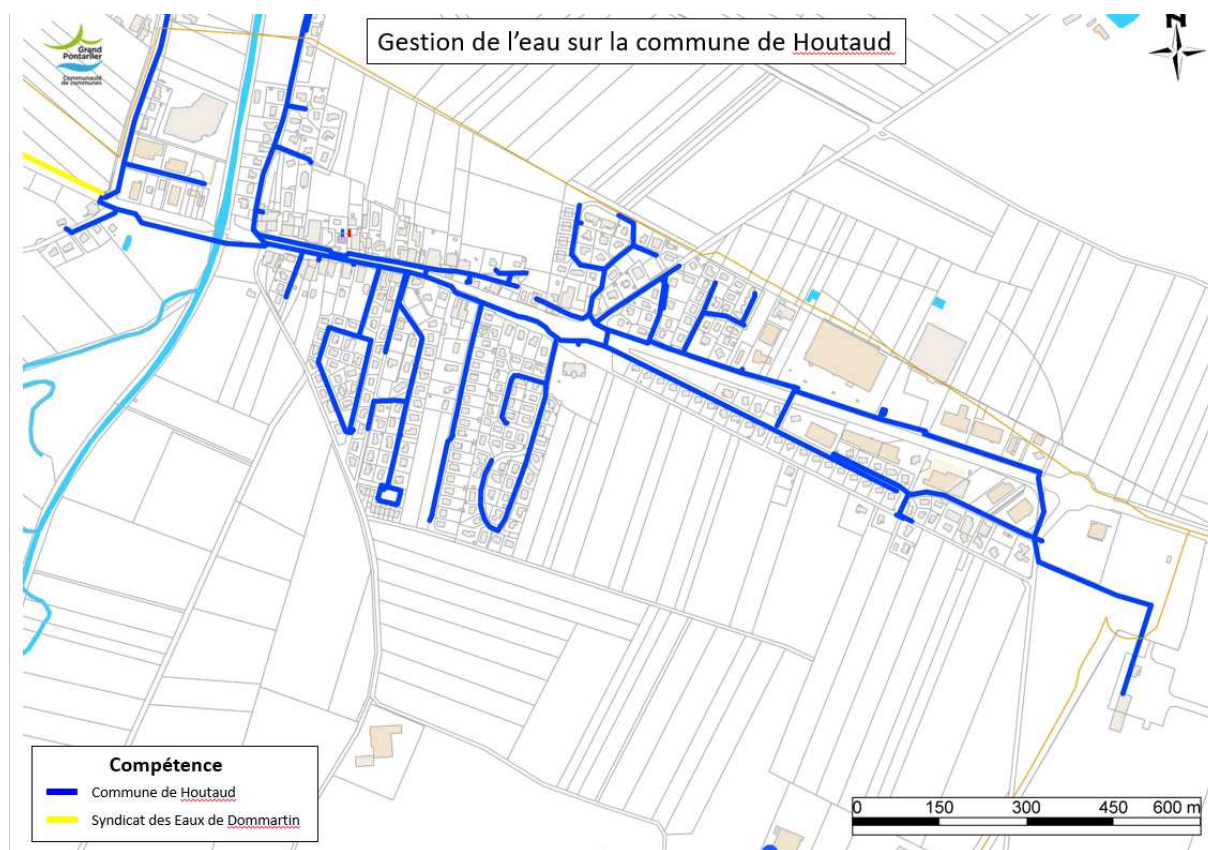 Grand
Pontarlier
Communauté
de communes
Gestion de l'eau sur la commune de Houtaud
N
Compétence
Commune de Houtaud
Syndicat des Eaux de Dommartin
0 150 300 450 600 m